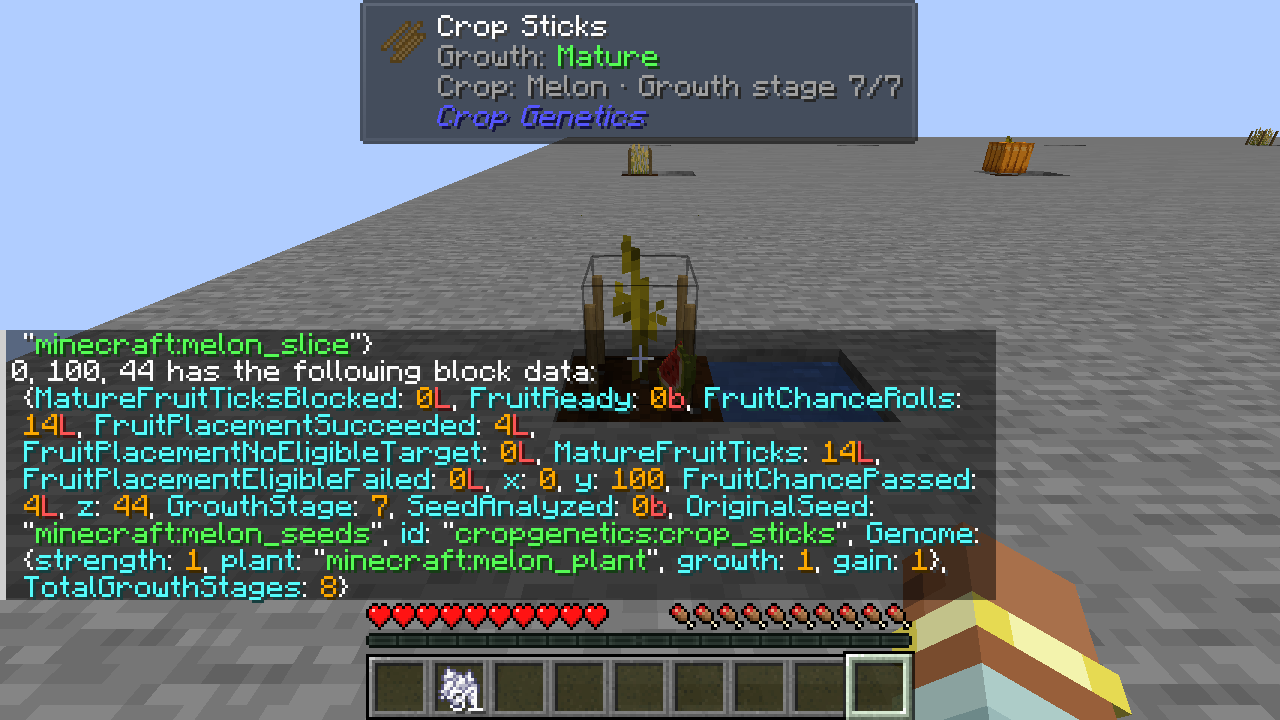 Crop Sticks
Growth: Mature
Crop: Melon · Growth stage 7/7
Crop Genetics
"minecraft:melon_slice"}
0, 100, 44 has the following block data:
{MatureFruitTicksBlocked: 0L, FruitReady: 0b, FruitChanceRolls:
14L, FruitPlacementSucceeded: 4L,
FruitPlacementNoEligibleTarget: 0L, MatureFruitTicks: 14L,
FruitPlacementEligibleFailed: 0L, x: 0, y: 100, FruitChancePassed:
4L, z: 44, GrowthStage: 7, SeedAnalyzed: 0b, OriginalSeed:
"minecraft:melon_seeds", id: "cropgenetics:crop_sticks", Genome:
{strength: 1, plant: "minecraft:melon_plant", growth: 1, gain: 1},
TotalGrowthStages: 8}